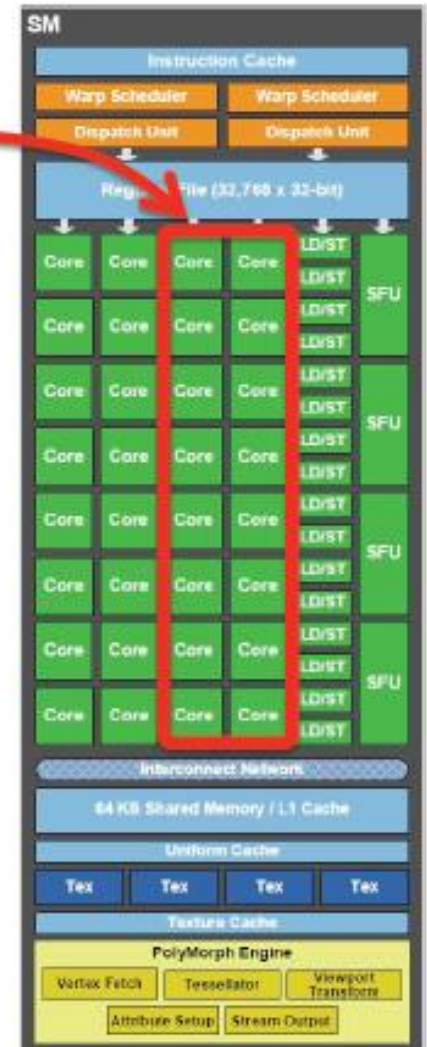 SM
Instruction Cache
Warp Scheduler Warp Scheduler
Dispatch Unit Dispatch Unit
Register File (32,768 x 32-bit)
Core Core Core Core LD/ST LD/ST SFU
Core Core Core Core LD/ST LD/ST
Core Core Core Core LD/ST LD/ST SFU
Core Core Core Core LD/ST LD/ST
Core Core Core Core LD/ST LD/ST SFU
Core Core Core Core LD/ST LD/ST
Core Core Core Core LD/ST LD/ST SFU
Core Core Core Core LD/ST LD/ST
Interconnect Network
64 KB Shared Memory / L1 Cache
Uniform Cache
Tex Tex Tex Tex
Texture Cache
PolyMorph Engine
Vertex Fetch Tessellator Viewport Transform
Attribute Setup Stream Output